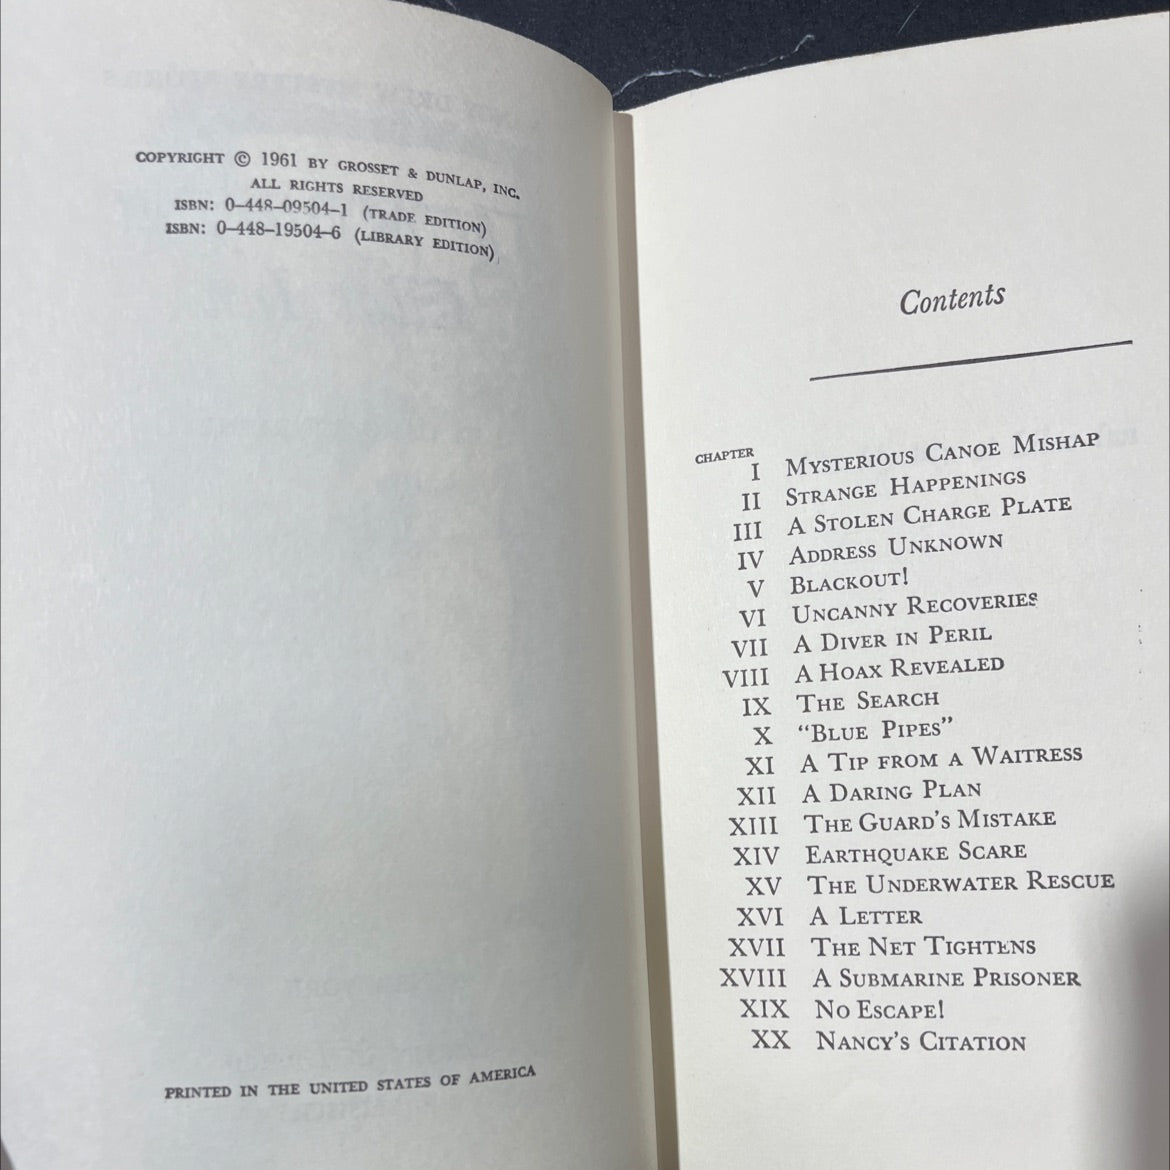 COPYRIGHT © 1961 BY GROSSET & DUNLAP, INC.
ALL RIGHTS RESERVED
ISBN: 0-448-09504-1 (TRADE EDITION)
ISBN: 0-448-19504-6 (LIBRARY EDITION)
PRINTED IN THE UNITED STATES OF AMERICA
Contents
CHAPTER
I MYSTERIOUS CANOE MISHAP
II STRANGE HAPPENINGS
III A STOLEN CHARGE PLATE
IV ADDRESS UNKNOWN
V BLACKOUT!
VI UNCANNY RECOVERIES
VII A DIVER IN PERIL
VIII A HOAX REVEALED
IX THE SEARCH
X “BLUE PIPES”
XI A TIP FROM A WAITRESS
XII A DARING PLAN
XIII THE GUARD’S MISTAKE
XIV EARTHQUAKE SCARE
XV THE UNDERWATER RESCUE
XVI A LETTER
XVII THE NET TIGHTENS
XVIII A SUBMARINE PRISONER
XIX NO ESCAPE!
XX NANCY’S CITATION